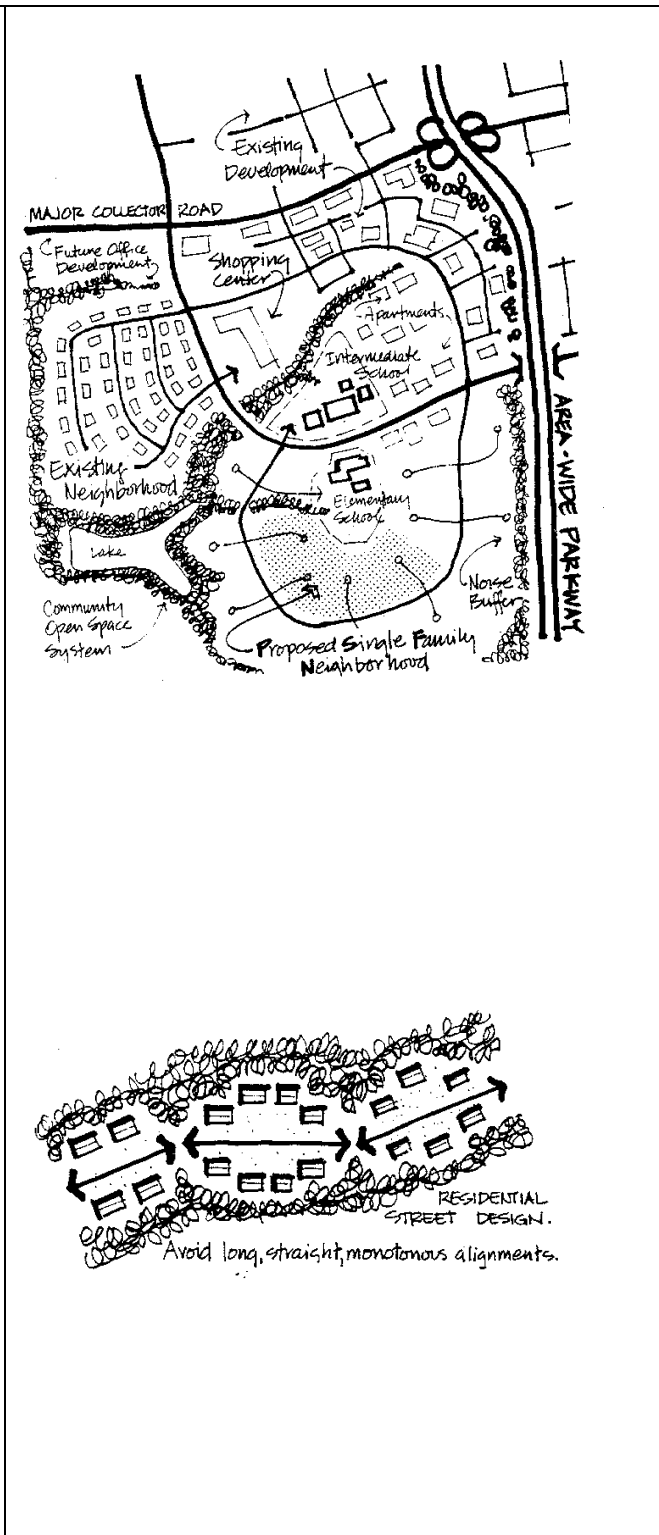 Existing
Development
MAJOR COLLECTOR ROAD
Future Office
Development
Shopping
Center
Apartments
Intermediate
School
AREA-WIDE PARKWAY
Existing
Neighborhood
Elementary
School
Lake
Noise
Buffer
Community
Open Space
System
Proposed Single Family
Neighborhood
RESIDENTIAL
STREET DESIGN.
Avoid long, straight, monotonous alignments.